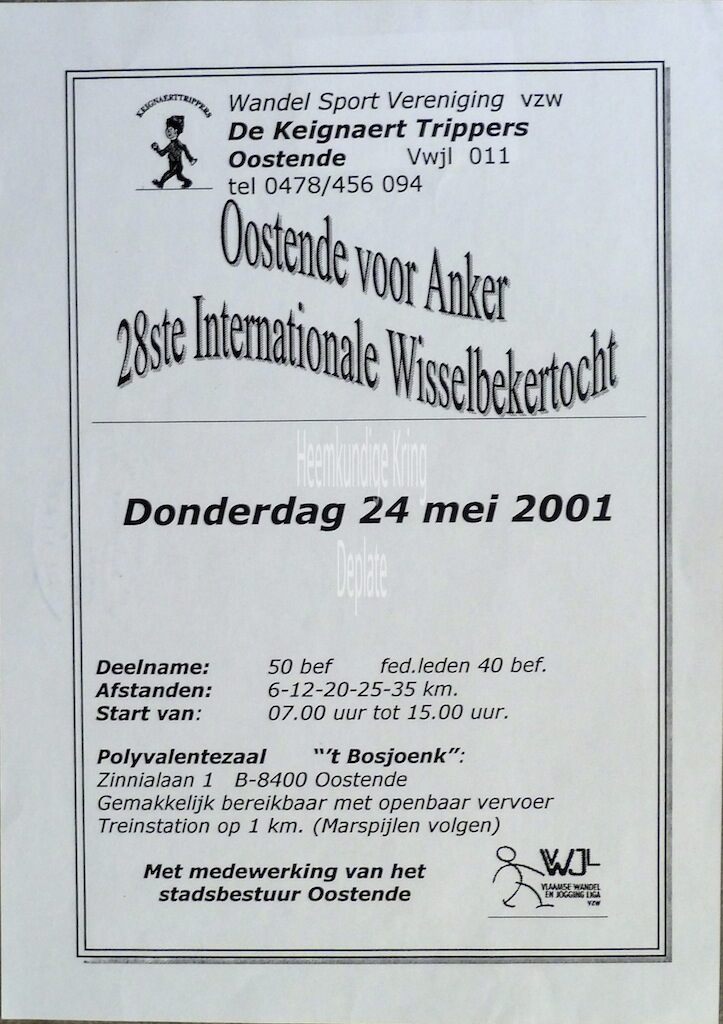 KEIGNAERTTRIPPERS
Wandel Sport Vereniging vzw
De Keignaert Trippers
Oostende Vwjl 011
tel 0478/456 094
Oostende voor Anker
28ste Internationale Wisselbekertocht
Heemkundige Kring
Donderdag 24 mei 2001
Deplate
Deelname: 50 bef fed.leden 40 bef.
Afstanden: 6-12-20-25-35 km.
Start van: 07.00 uur tot 15.00 uur.
Polyvalentezaal "'t Bosjoenk":
Zinnialaan 1 B-8400 Oostende
Gemakkelijk bereikbaar met openbaar vervoer
Treinstation op 1 km. (Marspijlen volgen)
Met medewerking van het
stadsbestuur Oostende
WJL
VLAAMSE WANDEL
EN JOGGING LIGA
VZW